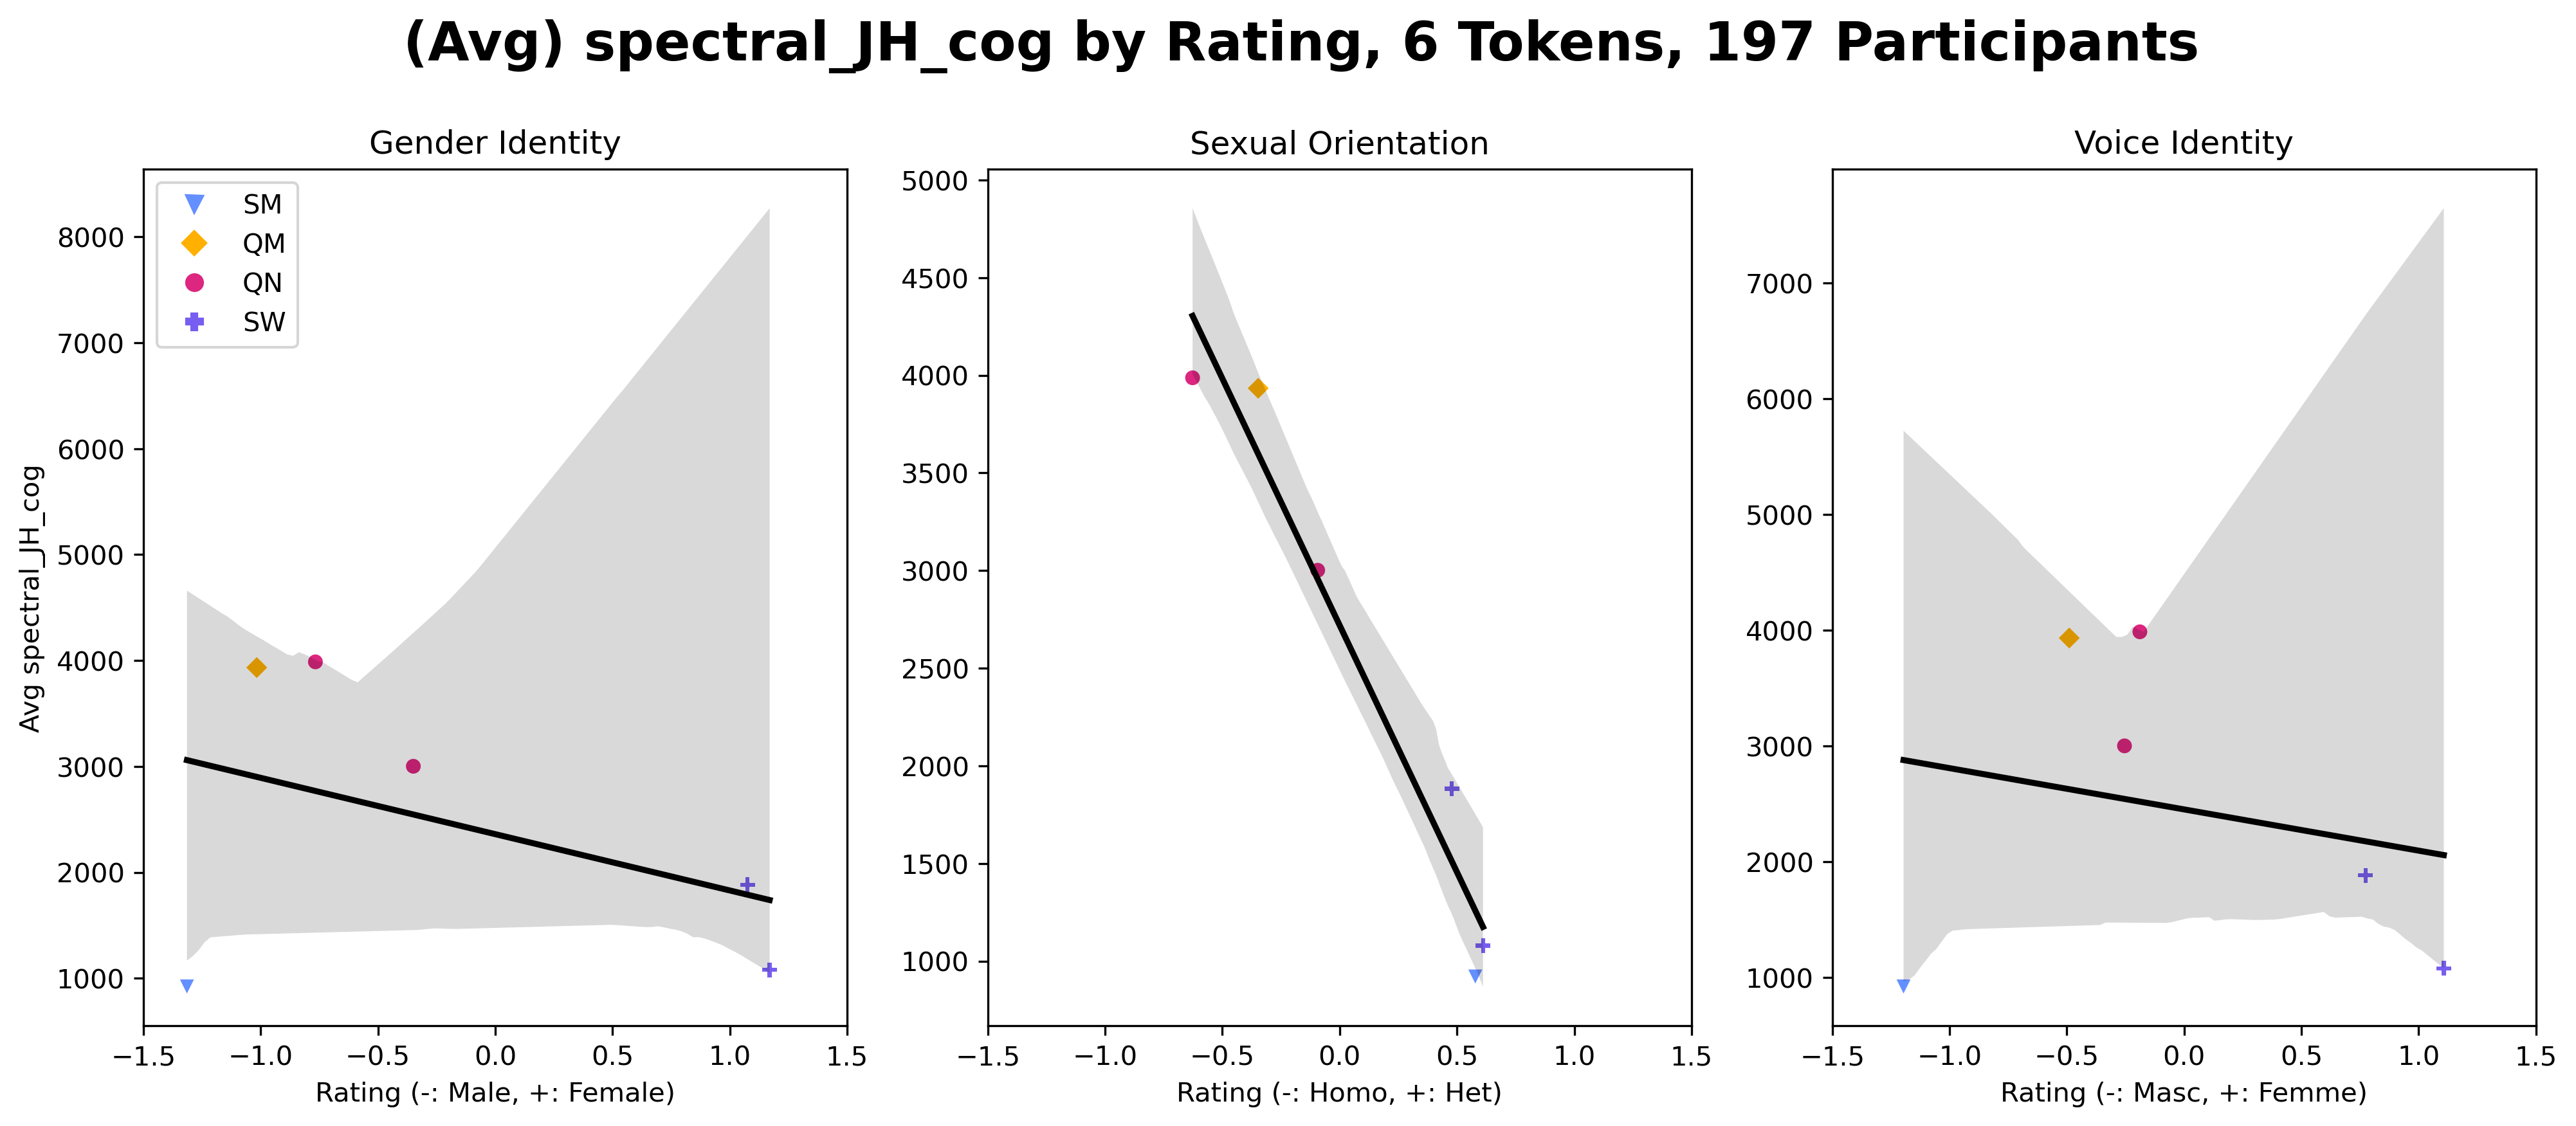 (Avg) spectral_JH_cog by Rating, 6 Tokens, 197 Participants
Gender Identity
SM
QM
QN
SW
8000
7000
6000
5000
4000
3000
2000
1000
Avg spectral_JH_cog
−1.5 −1.0 −0.5 0.0 0.5 1.0 1.5
Rating (-: Male, +: Female)
Sexual Orientation
5000
4500
4000
3500
3000
2500
2000
1500
1000
−1.5 −1.0 −0.5 0.0 0.5 1.0 1.5
Rating (-: Homo, +: Het)
Voice Identity
7000
6000
5000
4000
3000
2000
1000
−1.5 −1.0 −0.5 0.0 0.5 1.0 1.5
Rating (-: Masc, +: Femme)